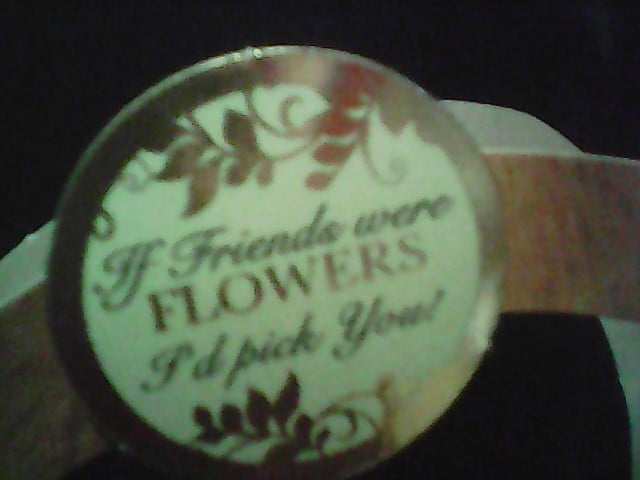 If Friends were
FLOWERS
I'd pick You!